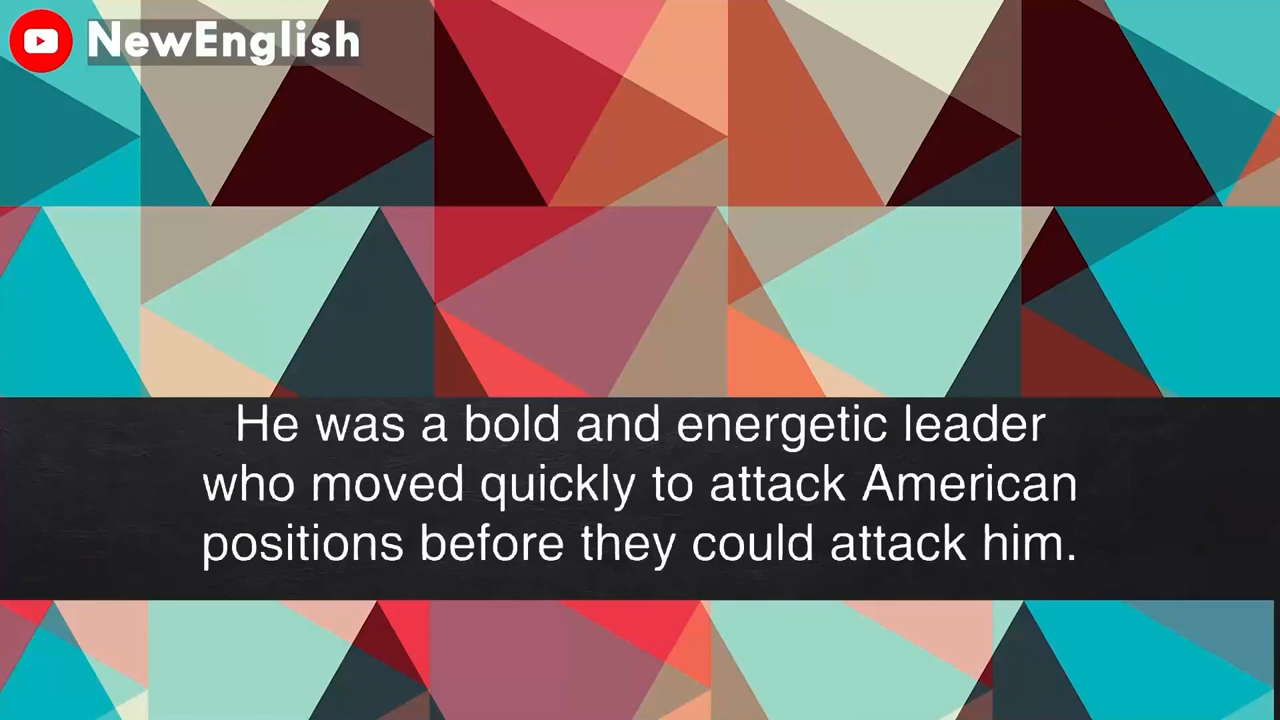 NewEnglish
He was a bold and energetic leader
who moved quickly to attack American
positions before they could attack him.